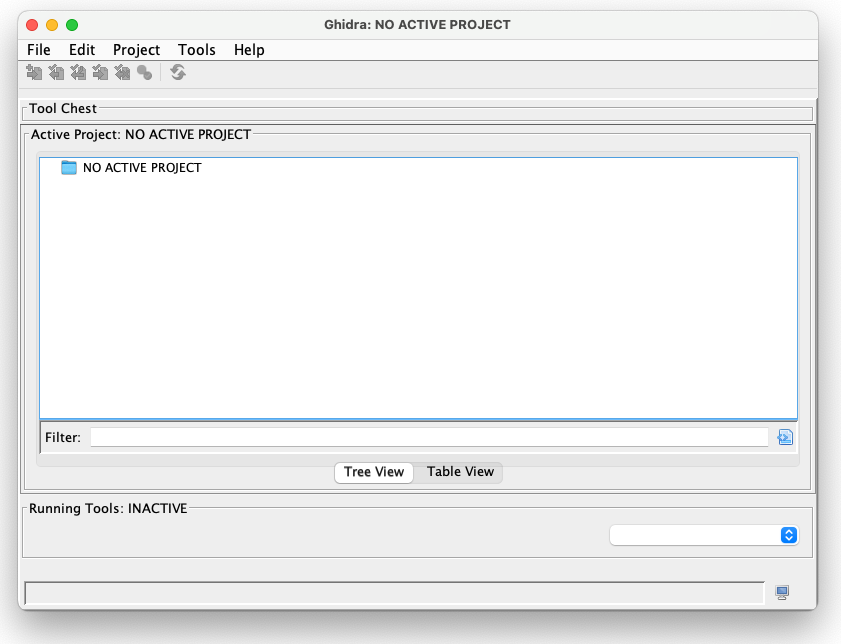 Ghidra: NO ACTIVE PROJECT
File Edit Project Tools Help
Tool Chest
Active Project: NO ACTIVE PROJECT
NO ACTIVE PROJECT
Filter:
Tree View Table View
Running Tools: INACTIVE